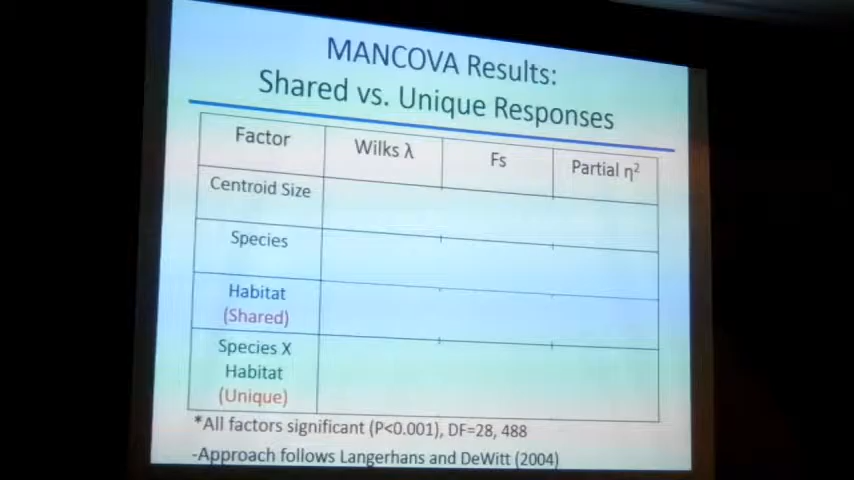 MANCOVA Results:
Shared vs. Unique Responses
Factor
Wilks λ
Fs
Partial η²
Centroid Size
Species
Habitat
(Shared)
Species X
Habitat
(Unique)
*All factors significant (P<0.001), DF=28, 488
-Approach follows Langerhans and DeWitt (2004)